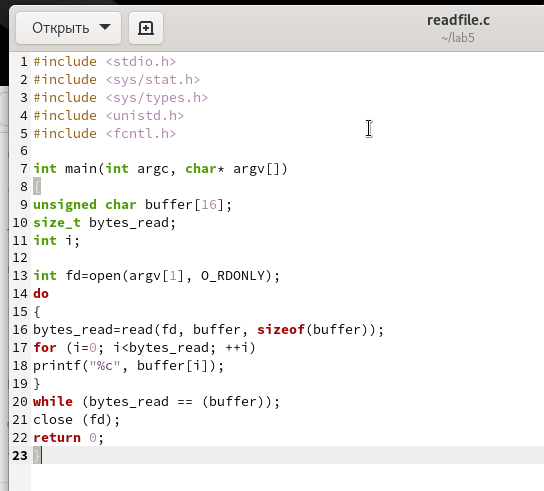 Открыть
readfile.c
~/lab5
1 #include <stdio.h>
2 #include <sys/stat.h>
3 #include <sys/types.h>
4 #include <unistd.h>
5 #include <fcntl.h>
6
7 int main(int argc, char* argv[])
8 {
9 unsigned char buffer[16];
10 size_t bytes_read;
11 int i;
12
13 int fd=open(argv[1], O_RDONLY);
14 do
15 {
16 bytes_read=read(fd, buffer, sizeof(buffer));
17 for (i=0; i<bytes_read; ++i)
18 printf("%c", buffer[i]);
19 }
20 while (bytes_read == (buffer));
21 close (fd);
22 return 0;
23 }